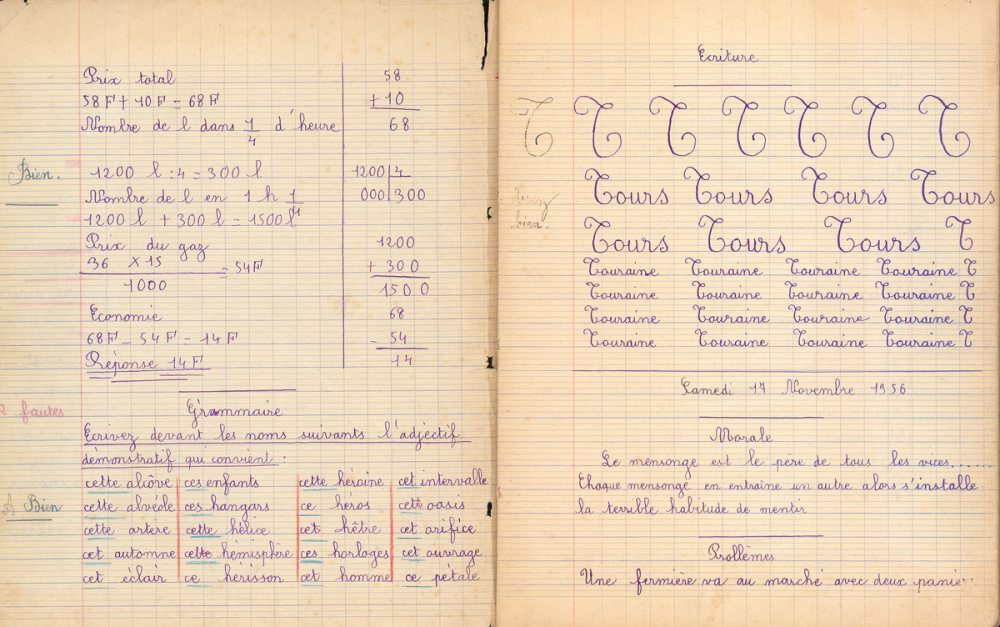 Prix total 58
58 F + 10 F = 68 F + 10
Nombre de l dans 1/4 d'heure 68
Bien. 1200 l : 4 = 300 l 1200 | 4
Nombre de l en 1 h 1/4 000 | 300
1200 l + 300 l = 1500 l
Prix du gaz 1200
36 X 15 / 1000 = 54 F + 300
1500
Economie 68
68 F _ 54 F = 14 F - 54
Réponse 14 F 14
2 fautes
Grammaire
Ecrivez devant les noms suivants l'adjectif
démonstratif qui convient :
cette alcôve ces enfants cette héroïne cet intervalle
A Bien cette alvéole ces hangars ce héros cett oasis
cette artère cette hélice cet hêtre cet orifice
cet automne cette hémisphère ces horloges cet ouvrage
cet éclair ce hérisson cet homme ce pétale
Ecriture
T T T T T T T
Tours Tours Tours Tours
bien.
Tours Tours Tours T
Touraine Touraine Touraine Touraine T
Touraine Touraine Touraine Touraine T
Touraine Touraine Touraine Touraine T
Touraine Touraine Touraine Touraine T
Samedi 17 Novembre 1956
Morale
Le mensonge est le père de tous les vices......
Chaque mensonge en entraîne un autre alors s'installe
la terrible habitude de mentir
Problèmes
Une fermière va au marché avec deux panie